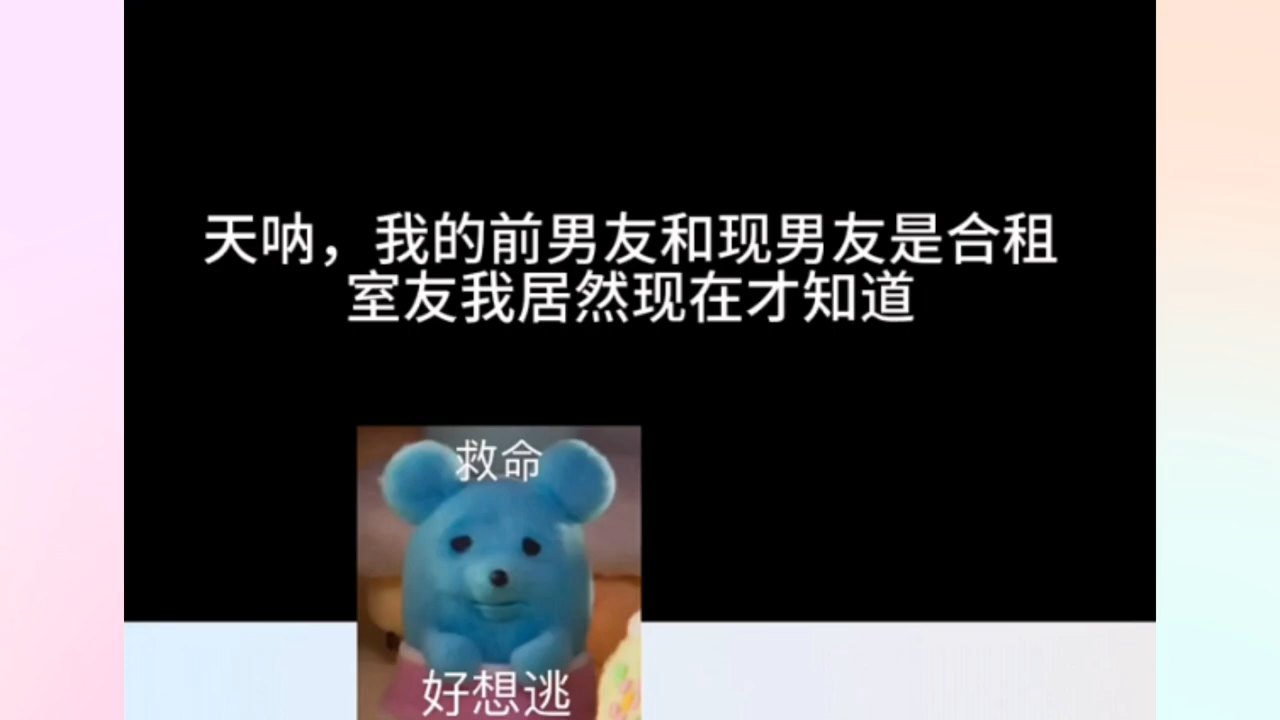 天呐，我的前男友和现男友是合租
室友我居然现在才知道
救命
好想逃